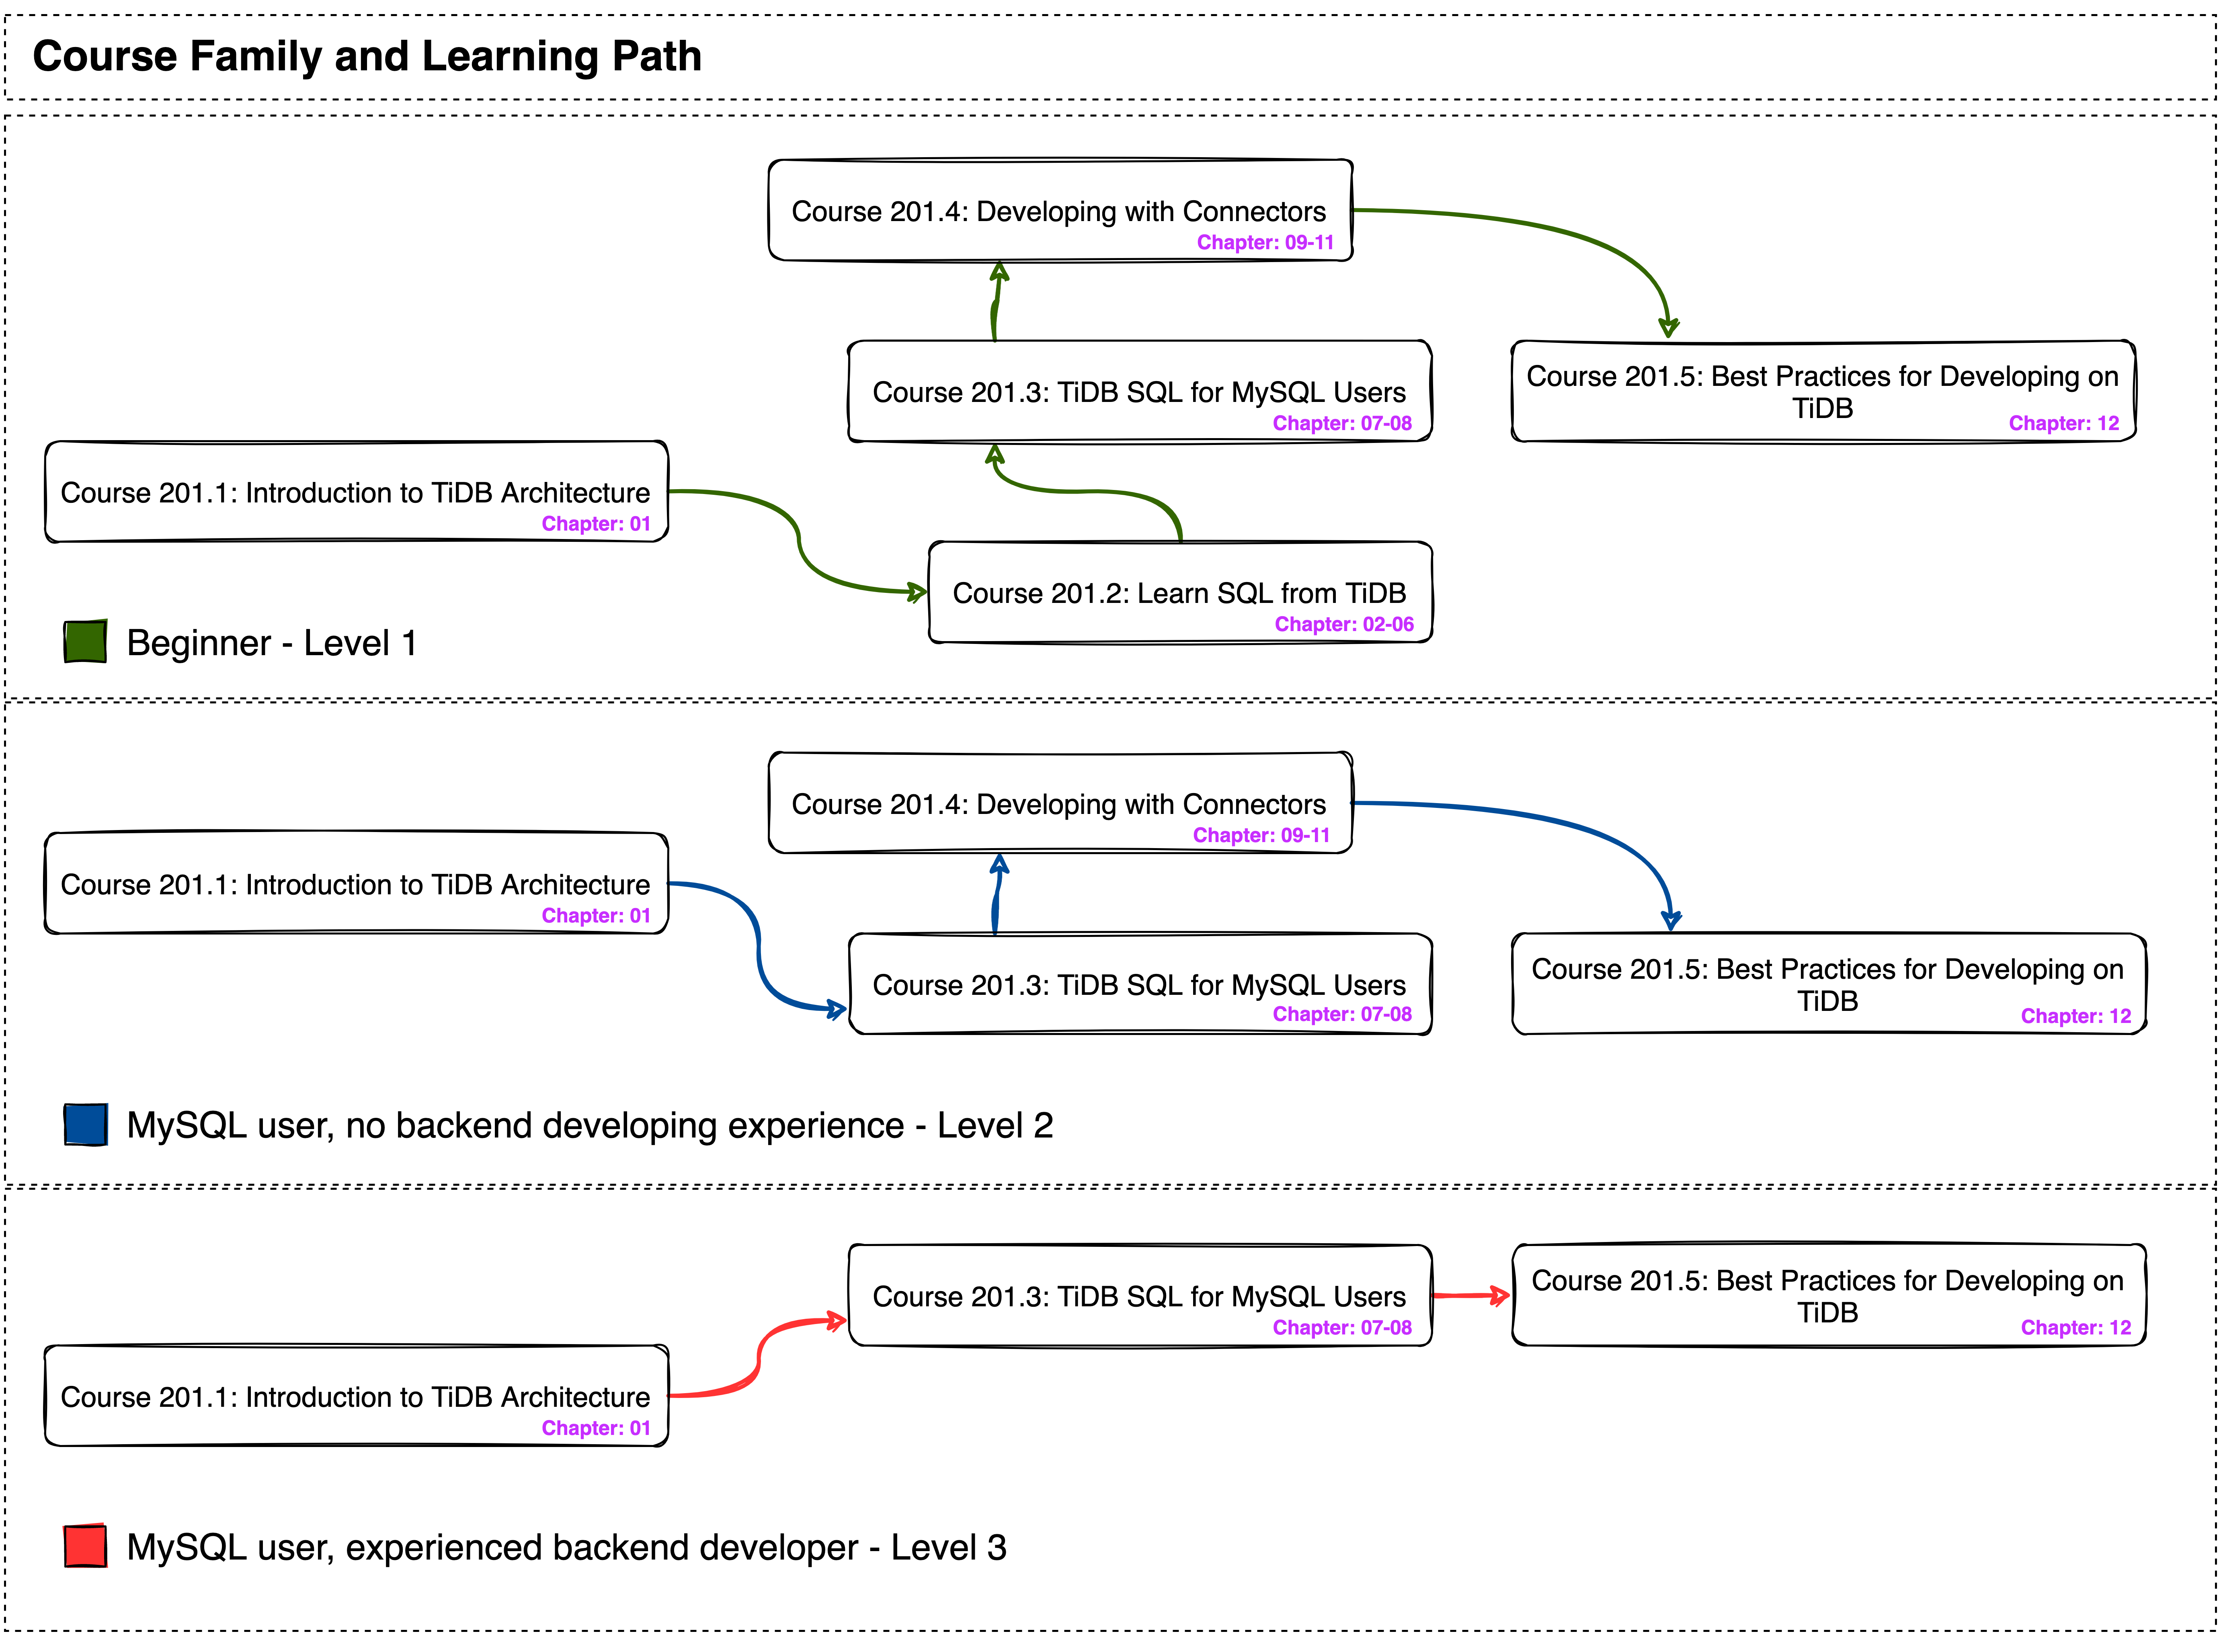 Course Family and Learning Path
Course 201.4: Developing with Connectors
Chapter: 09-11
Course 201.3: TiDB SQL for MySQL Users
Chapter: 07-08
Course 201.5: Best Practices for Developing on
TiDB
Chapter: 12
Course 201.1: Introduction to TiDB Architecture
Chapter: 01
Course 201.2: Learn SQL from TiDB
Chapter: 02-06
Beginner - Level 1
Course 201.4: Developing with Connectors
Chapter: 09-11
Course 201.1: Introduction to TiDB Architecture
Chapter: 01
Course 201.3: TiDB SQL for MySQL Users
Chapter: 07-08
Course 201.5: Best Practices for Developing on
TiDB
Chapter: 12
MySQL user, no backend developing experience - Level 2
Course 201.3: TiDB SQL for MySQL Users
Chapter: 07-08
Course 201.5: Best Practices for Developing on
TiDB
Chapter: 12
Course 201.1: Introduction to TiDB Architecture
Chapter: 01
MySQL user, experienced backend developer - Level 3